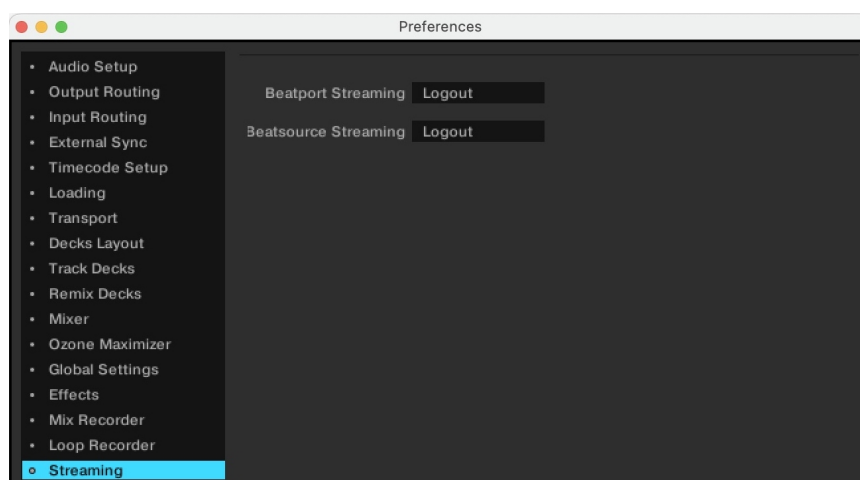 Preferences
Audio Setup
Output Routing
Input Routing
External Sync
Timecode Setup
Loading
Transport
Decks Layout
Track Decks
Remix Decks
Mixer
Ozone Maximizer
Global Settings
Effects
Mix Recorder
Loop Recorder
Streaming
Beatport Streaming Logout
Beatsource Streaming Logout